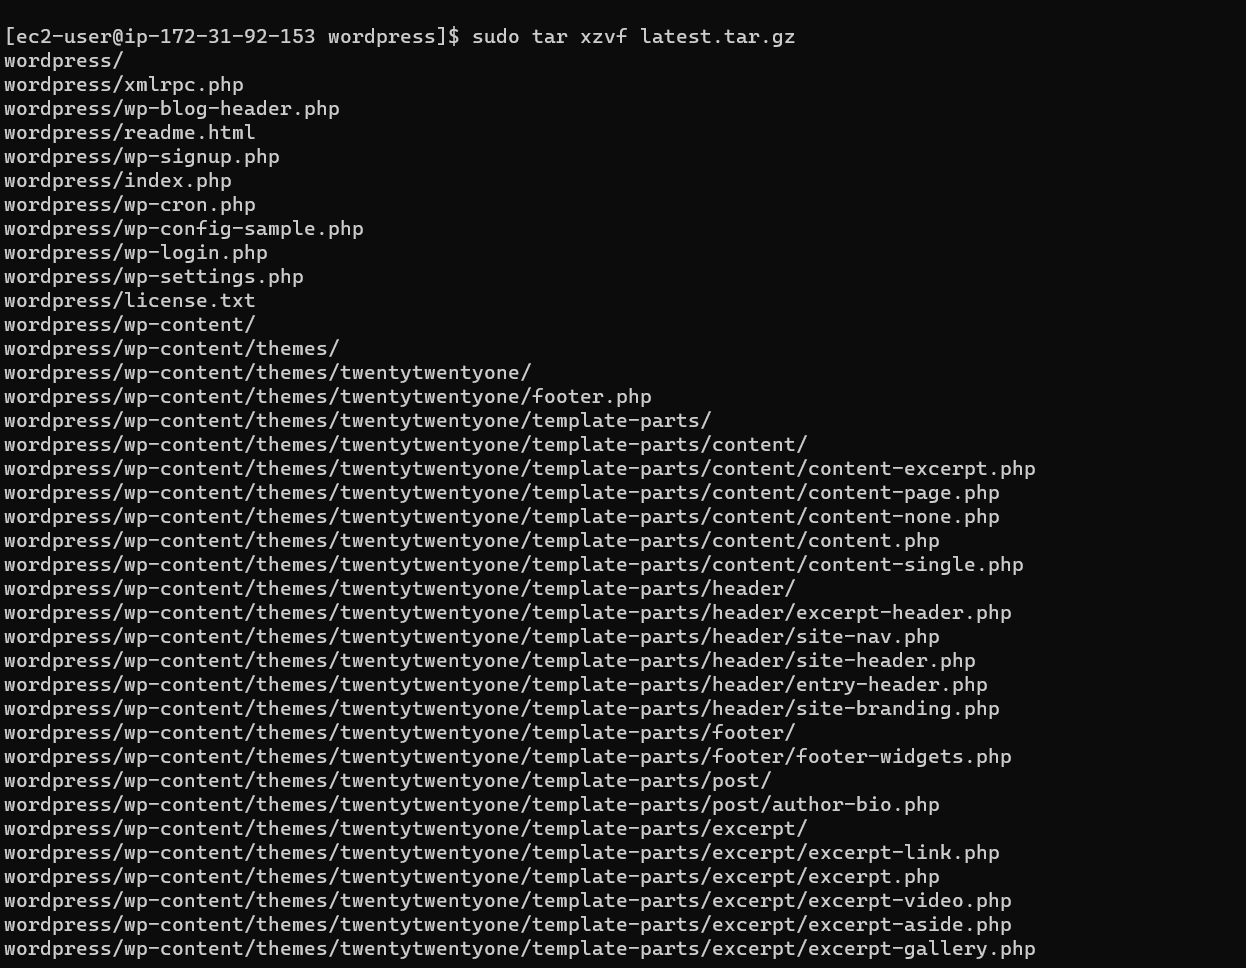 [ec2-user@ip-172-31-92-153 wordpress]$ sudo tar xzvf latest.tar.gz
wordpress/
wordpress/xmlrpc.php
wordpress/wp-blog-header.php
wordpress/readme.html
wordpress/wp-signup.php
wordpress/index.php
wordpress/wp-cron.php
wordpress/wp-config-sample.php
wordpress/wp-login.php
wordpress/wp-settings.php
wordpress/license.txt
wordpress/wp-content/
wordpress/wp-content/themes/
wordpress/wp-content/themes/twentytwentyone/
wordpress/wp-content/themes/twentytwentyone/footer.php
wordpress/wp-content/themes/twentytwentyone/template-parts/
wordpress/wp-content/themes/twentytwentyone/template-parts/content/
wordpress/wp-content/themes/twentytwentyone/template-parts/content/content-excerpt.php
wordpress/wp-content/themes/twentytwentyone/template-parts/content/content-page.php
wordpress/wp-content/themes/twentytwentyone/template-parts/content/content-none.php
wordpress/wp-content/themes/twentytwentyone/template-parts/content/content.php
wordpress/wp-content/themes/twentytwentyone/template-parts/content/content-single.php
wordpress/wp-content/themes/twentytwentyone/template-parts/header/
wordpress/wp-content/themes/twentytwentyone/template-parts/header/excerpt-header.php
wordpress/wp-content/themes/twentytwentyone/template-parts/header/site-nav.php
wordpress/wp-content/themes/twentytwentyone/template-parts/header/site-header.php
wordpress/wp-content/themes/twentytwentyone/template-parts/header/entry-header.php
wordpress/wp-content/themes/twentytwentyone/template-parts/header/site-branding.php
wordpress/wp-content/themes/twentytwentyone/template-parts/footer/
wordpress/wp-content/themes/twentytwentyone/template-parts/footer/footer-widgets.php
wordpress/wp-content/themes/twentytwentyone/template-parts/post/
wordpress/wp-content/themes/twentytwentyone/template-parts/post/author-bio.php
wordpress/wp-content/themes/twentytwentyone/template-parts/excerpt/
wordpress/wp-content/themes/twentytwentyone/template-parts/excerpt/excerpt-link.php
wordpress/wp-content/themes/twentytwentyone/template-parts/excerpt/excerpt.php
wordpress/wp-content/themes/twentytwentyone/template-parts/excerpt/excerpt-video.php
wordpress/wp-content/themes/twentytwentyone/template-parts/excerpt/excerpt-aside.php
wordpress/wp-content/themes/twentytwentyone/template-parts/excerpt/excerpt-gallery.php